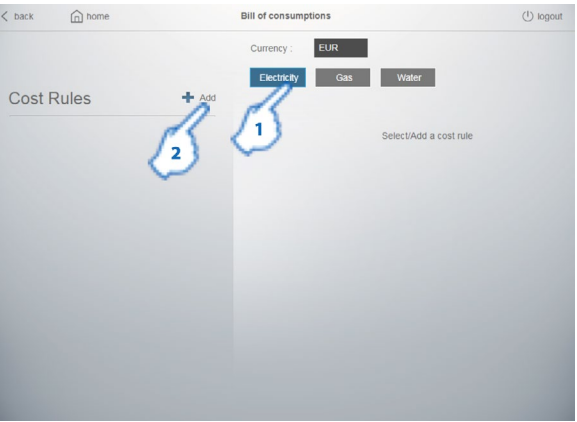 back home Bill of consumptions logout
Currency : EUR
Electricity Gas Water
Cost Rules Add
1
Select/Add a cost rule
2